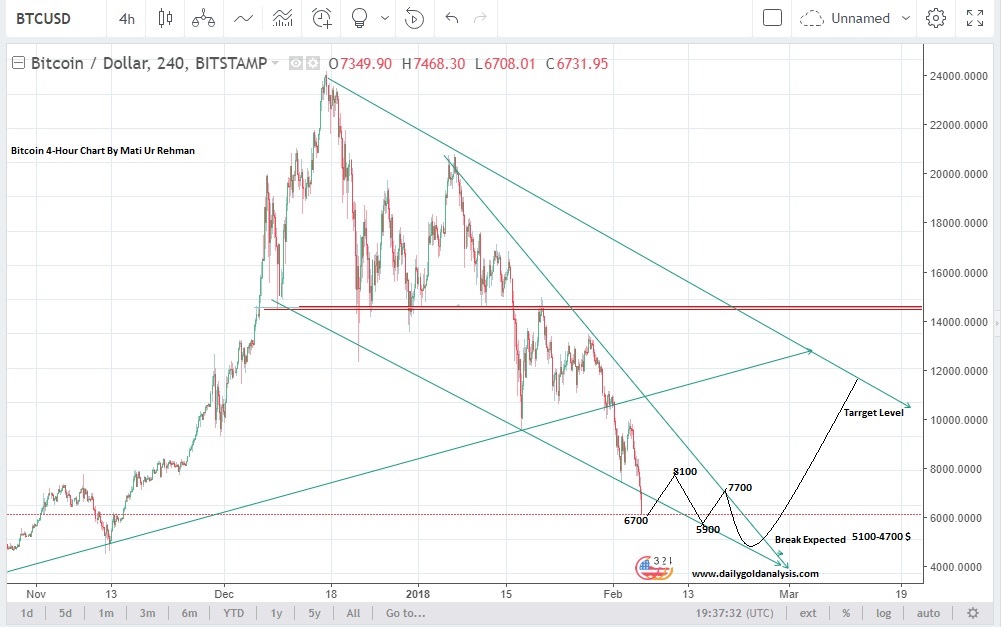 BTCUSD 4h Unnamed
Bitcoin / Dollar, 240, BITSTAMP O7349.90 H7468.30 L6708.01 C6731.95
24000.0000
22000.0000
Bitcoin 4-Hour Chart By Mati Ur Rehman
20000.0000
18000.0000
16000.0000
14000.0000
12000.0000
Tarrget Level
10000.0000
8100
8000.0000
7700
6700
6000.0000
5900
Break Expected 5100-4700 $
321
4000.0000
www.dailygoldanalysis.com
Nov 13 Dec 18 2018 15 Feb 13 Mar 19
1d 5d 1m 3m 6m YTD 1y 5y All Go to... 19:37:32 (UTC) ext % log auto